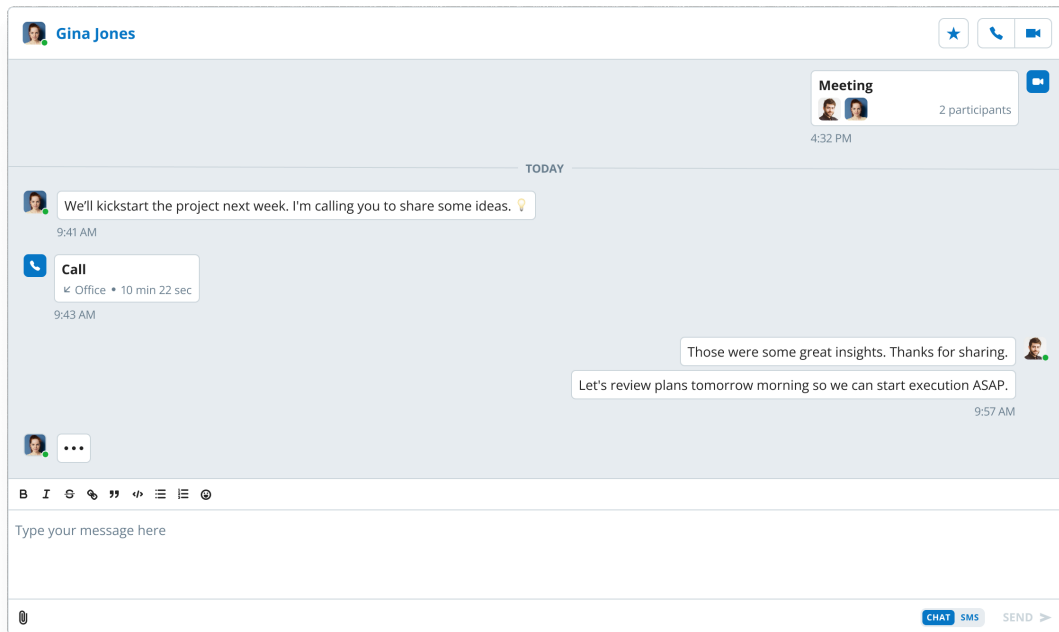 Gina Jones
Meeting
2 participants
4:32 PM
TODAY
We'll kickstart the project next week. I'm calling you to share some ideas. 💡
9:41 AM
Call
Office • 10 min 22 sec
9:43 AM
Those were some great insights. Thanks for sharing.
Let's review plans tomorrow morning so we can start execution ASAP.
9:57 AM
•••
B I S
Type your message here
CHAT SMS SEND